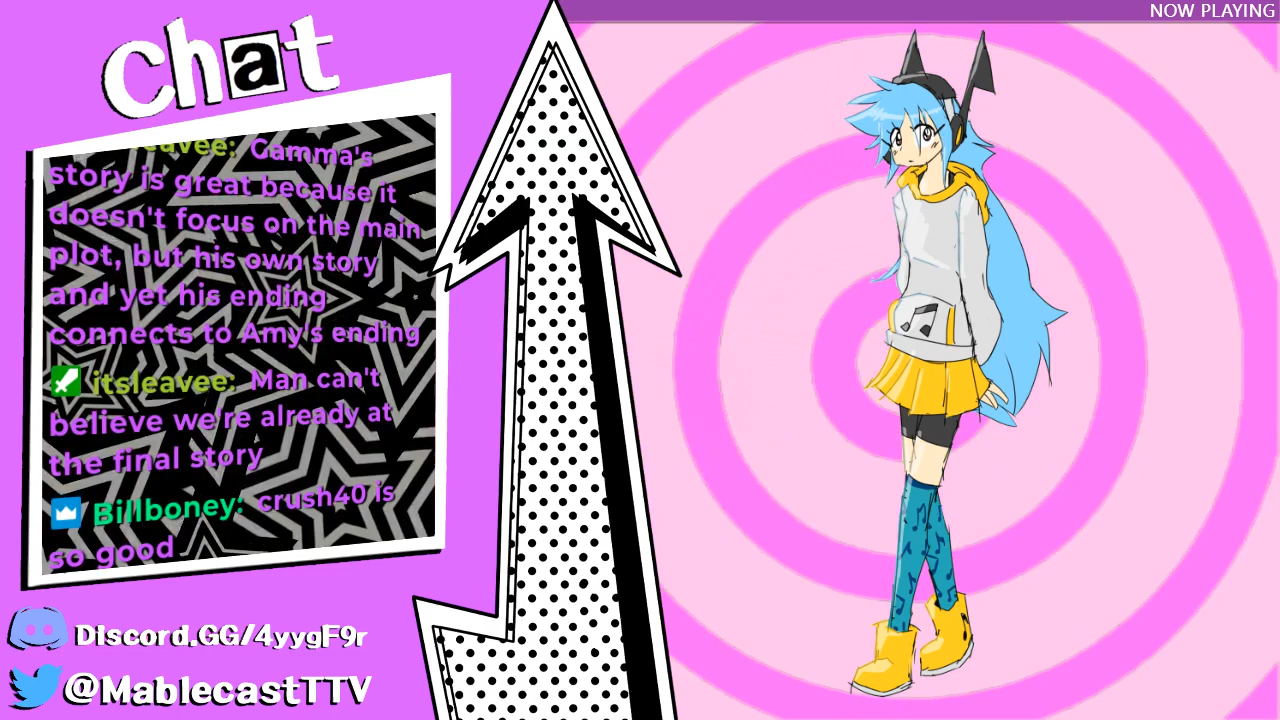 NOW PLAYING
Chat
leavee: Gamma's
story is great because it
doesn't focus on the main
plot, but his own story
and yet his ending
connects to Amy's ending
itsleavee: Man can't
believe we're already at
the final story
Billboney: crush40 is
so good
Discord.GG/4yygF9r
@MablecastTTV